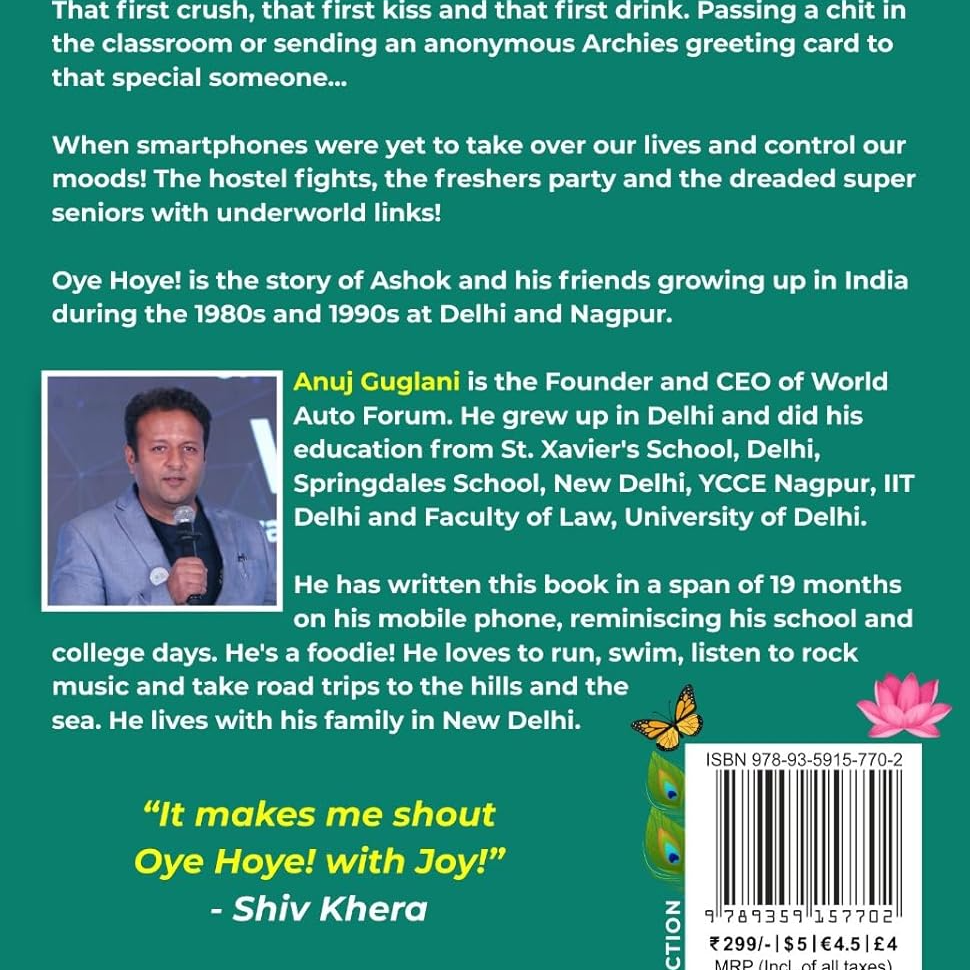 That first crush, that first kiss and that first drink. Passing a chit in
the classroom or sending an anonymous Archies greeting card to
that special someone...
When smartphones were yet to take over our lives and control our
moods! The hostel fights, the freshers party and the dreaded super
seniors with underworld links!
Oye Hoye! is the story of Ashok and his friends growing up in India
during the 1980s and 1990s at Delhi and Nagpur.
Anuj Guglani is the Founder and CEO of World
Auto Forum. He grew up in Delhi and did his
education from St. Xavier's School, Delhi,
Springdales School, New Delhi, YCCE Nagpur, IIT
Delhi and Faculty of Law, University of Delhi.
He has written this book in a span of 19 months
on his mobile phone, reminiscing his school and
college days. He's a foodie! He loves to run, swim, listen to rock
music and take road trips to the hills and the
sea. He lives with his family in New Delhi.
“It makes me shout
Oye Hoye! with Joy!”
- Shiv Khera
CTION
ISBN 978-93-5915-770-2
9 789359 157702
₹299/-|$5|€4.5|£4
MRP (Incl. of all taxes)